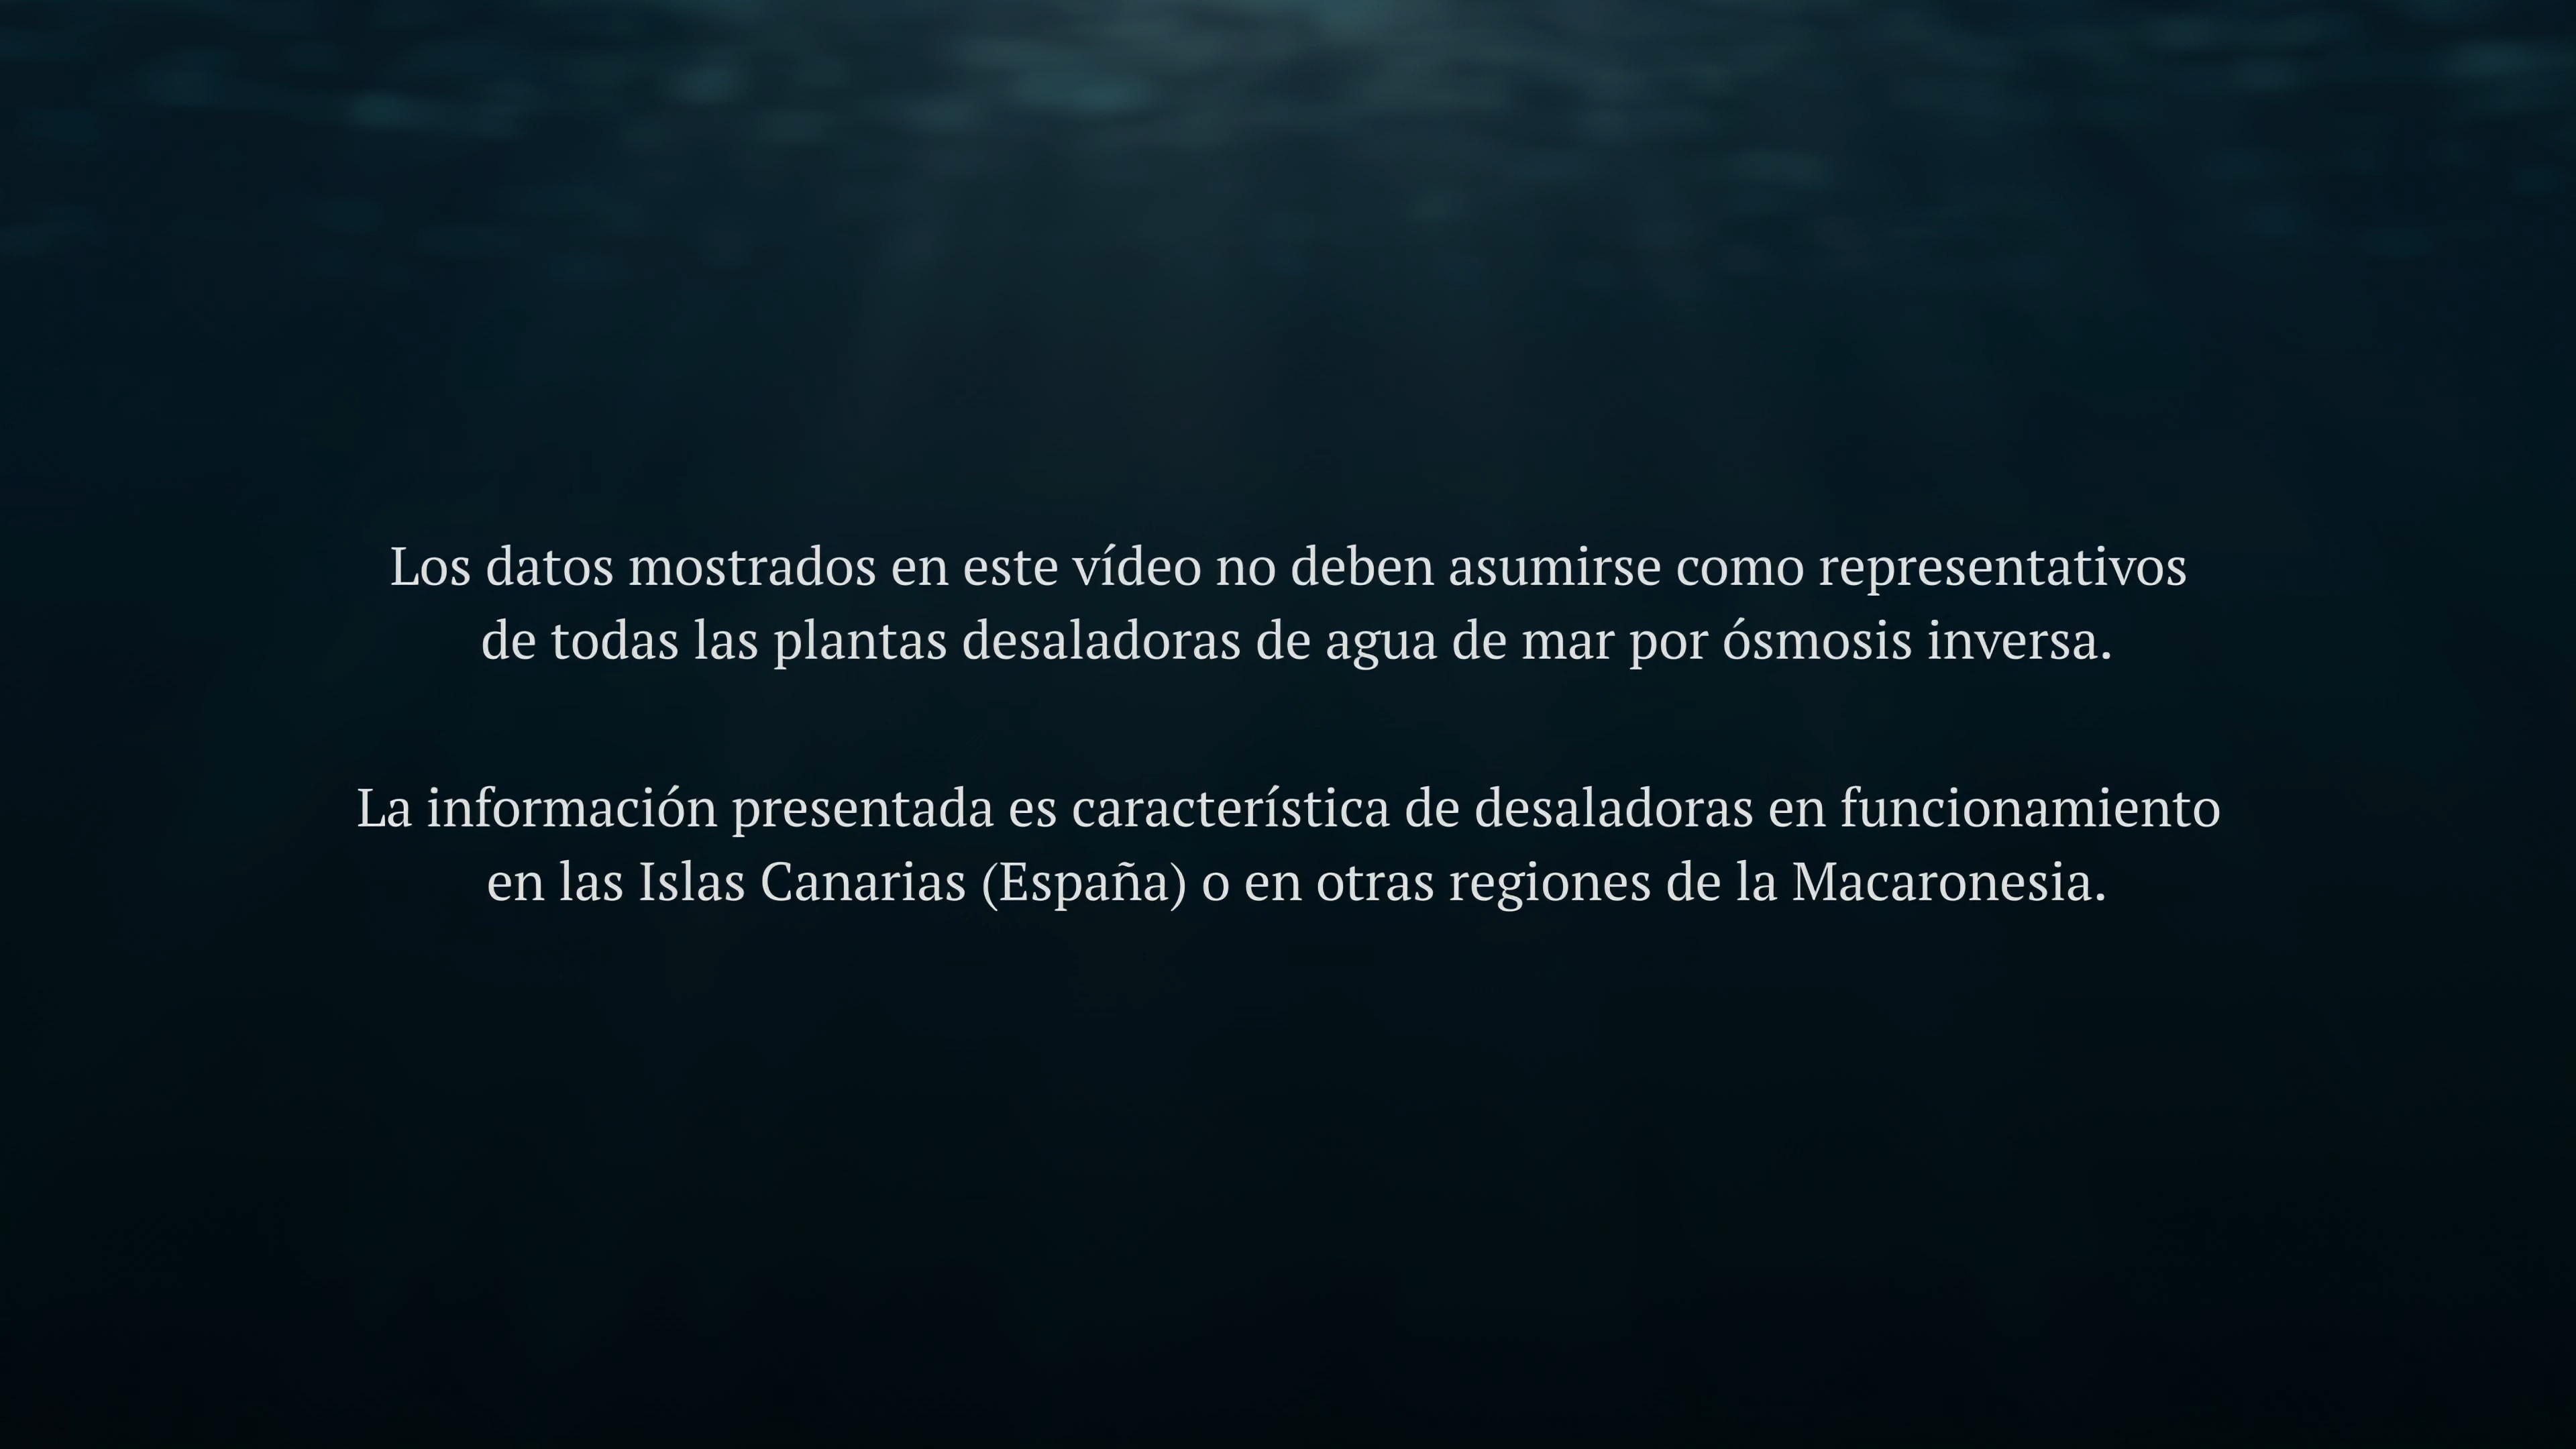 Los datos mostrados en este vídeo no deben asumirse como representativos
de todas las plantas desaladoras de agua de mar por ósmosis inversa.
La información presentada es característica de desaladoras en funcionamiento
en las Islas Canarias (España) o en otras regiones de la Macaronesia.